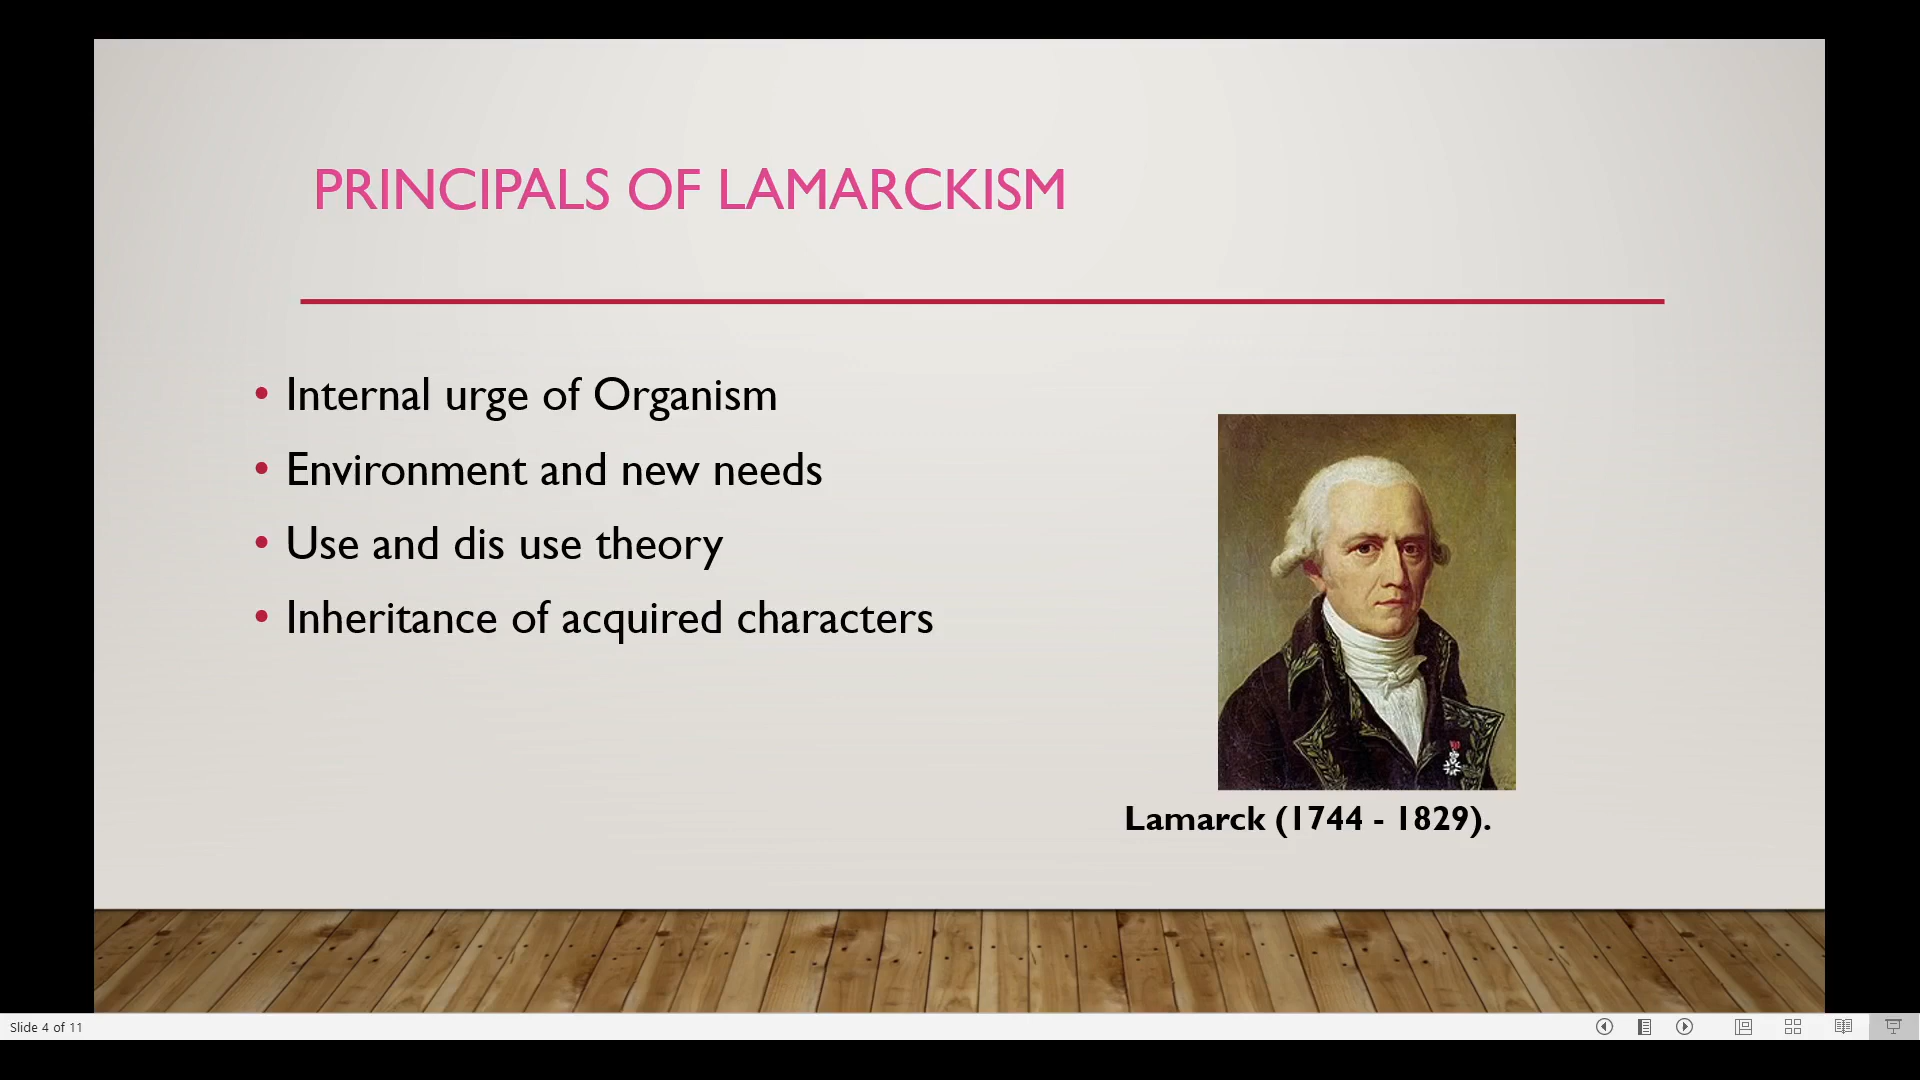 PRINCIPALS OF LAMARCKISM
• Internal urge of Organism
• Environment and new needs
• Use and dis use theory
• Inheritance of acquired characters
Lamarck (1744 - 1829).
Slide 4 of 11